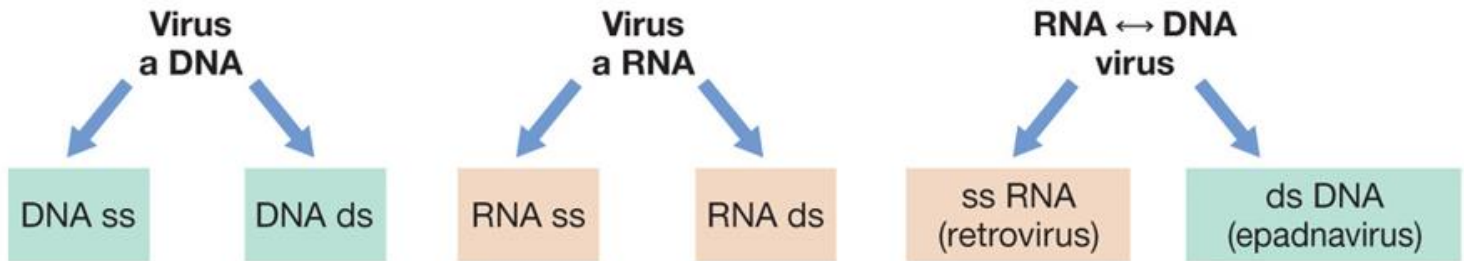 Virus
a DNA
Virus
a RNA
RNA ↔ DNA
virus
DNA ss
DNA ds
RNA ss
RNA ds
ss RNA
(retrovirus)
ds DNA
(epadnavirus)